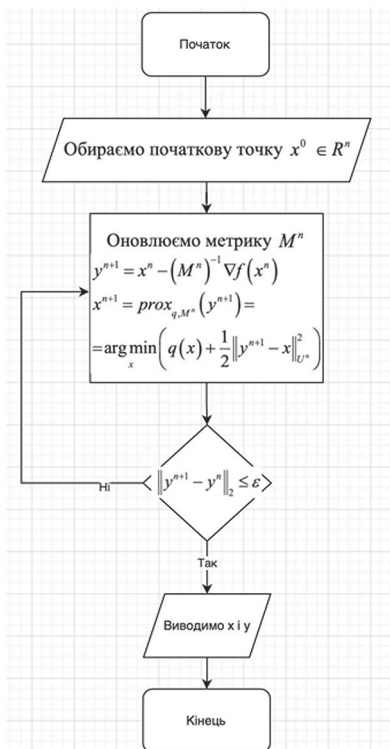 Початок
Обираємо початкову точку x⁰ ∈ Rⁿ
Оновлюємо метрику Mⁿ
yⁿ⁺¹ = xⁿ − (Mⁿ)⁻¹ ∇f(xⁿ)
xⁿ⁺¹ = prox_{q,Mⁿ}(yⁿ⁺¹) =
= arg min_x (q(x) + 1/2 ‖yⁿ⁺¹ − x‖²_{Uⁿ})
‖yⁿ⁺¹ − yⁿ‖₂ ≤ ε
Ні
Так
Виводимо x і y
Кінець